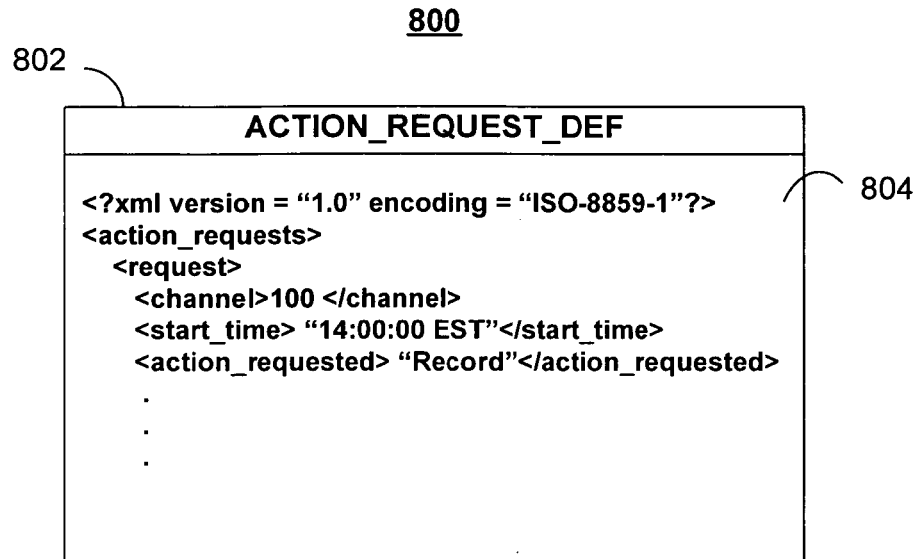 800
802
ACTION_REQUEST_DEF
804
<?xml version = “1.0” encoding = “ISO-8859-1”?>
<action_requests>
<request>
<channel>100 </channel>
<start_time> “14:00:00 EST”</start_time>
<action_requested> “Record”</action_requested>
.
.
.